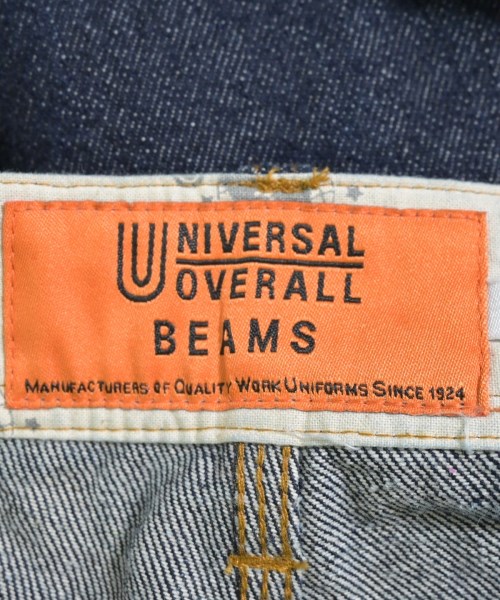 UNIVERSAL
OVERALL
BEAMS
MANUFACTURERS OF QUALITY WORK UNIFORMS SINCE 1924